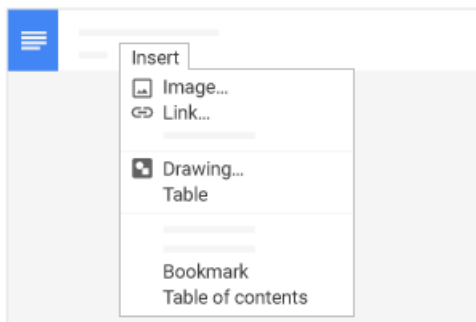 Insert
Image...
Link...
Drawing...
Table
Bookmark
Table of contents